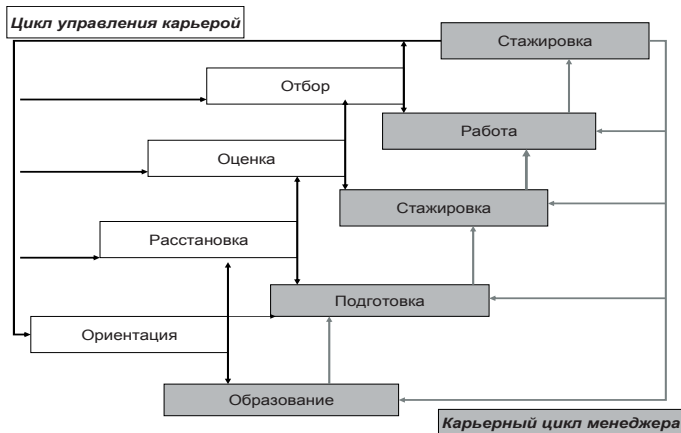 Цикл управления карьерой
Стажировка
Отбор
Работа
Оценка
Стажировка
Расстановка
Подготовка
Ориентация
Образование
Карьерный цикл менеджера